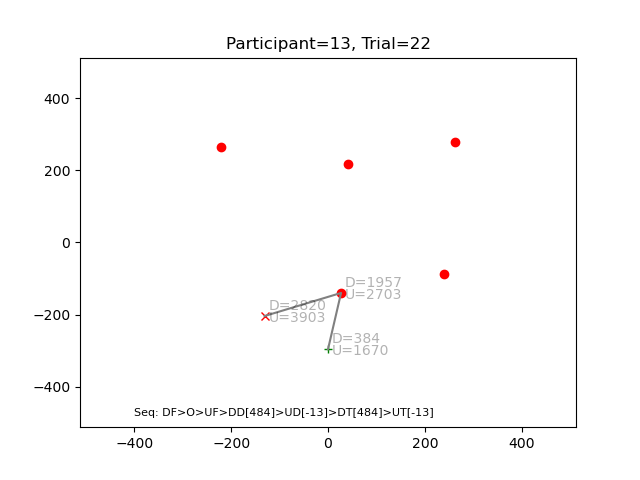 Participant=13, Trial=22
400
200
0
−200
−400
D=1957
U=2703
D=2820
U=3903
D=384
U=1670
Seq: DF>O>UF>DD[484]>UD[-13]>DT[484]>UT[-13]
−400
−200
0
200
400